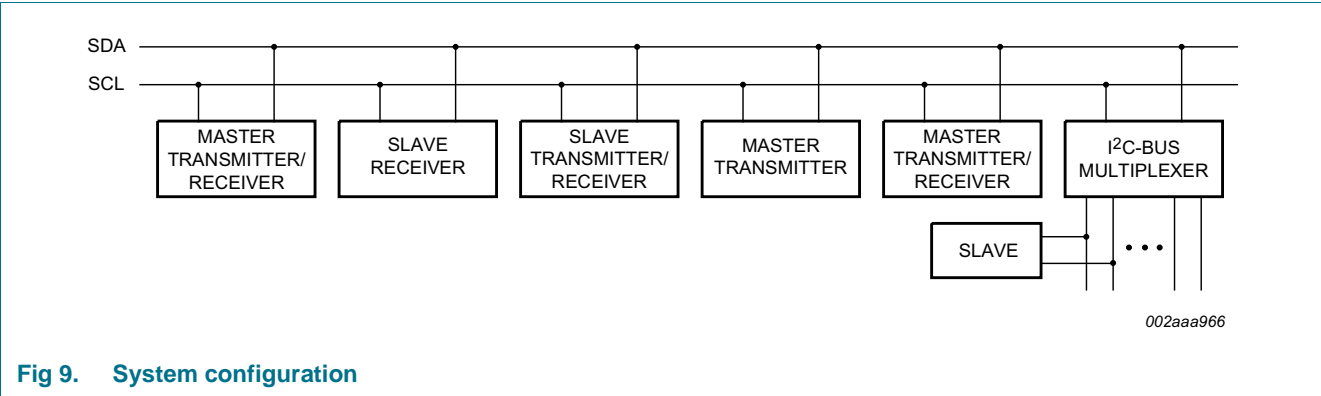 SDA
SCL
MASTER
TRANSMITTER/
RECEIVER
SLAVE
RECEIVER
SLAVE
TRANSMITTER/
RECEIVER
MASTER
TRANSMITTER
MASTER
TRANSMITTER/
RECEIVER
I²C-BUS
MULTIPLEXER
SLAVE
002aaa966
Fig 9. System configuration